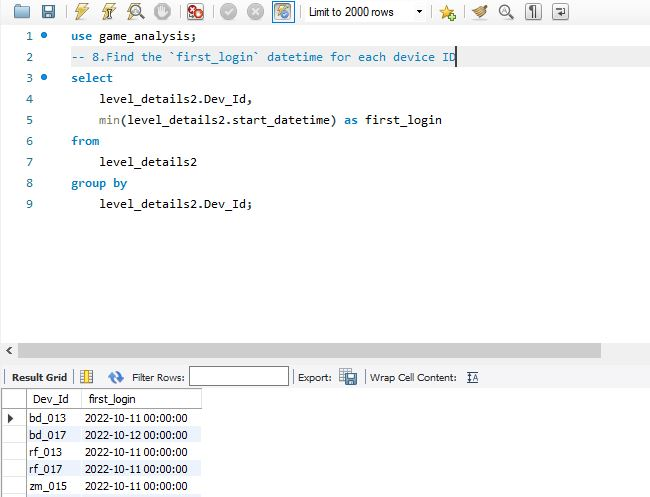 Limit to 2000 rows
1 use game_analysis;
2 -- 8.Find the `first_login` datetime for each device ID
3 select
4 level_details2.Dev_Id,
5 min(level_details2.start_datetime) as first_login
6 from
7 level_details2
8 group by
9 level_details2.Dev_Id;
Result Grid Filter Rows: Export: Wrap Cell Content:
Dev_Id first_login
bd_013 2022-10-11 00:00:00
bd_017 2022-10-12 00:00:00
rf_013 2022-10-11 00:00:00
rf_017 2022-10-11 00:00:00
zm_015 2022-10-11 00:00:00